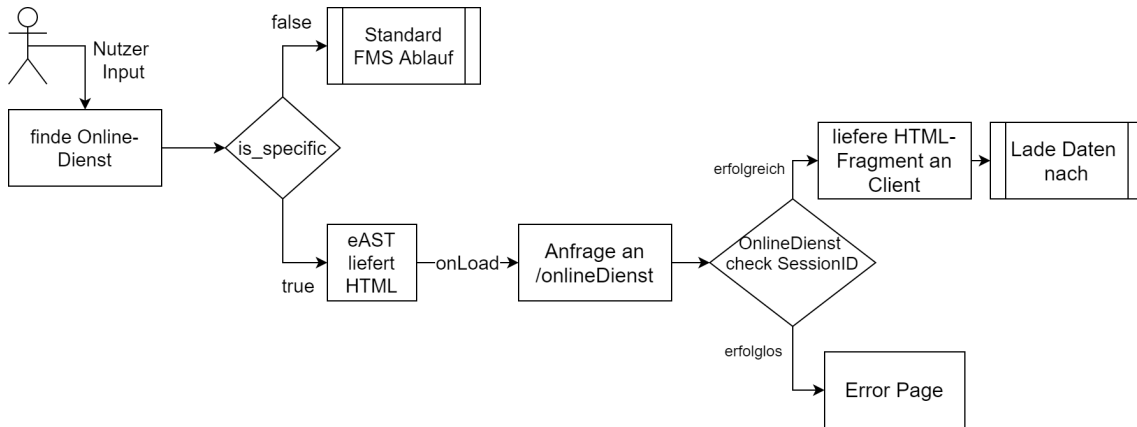 Nutzer
Input
finde Online-
Dienst
is_specific
false
Standard
FMS Ablauf
true
eAST
liefert
HTML
onLoad
Anfrage an
/onlineDienst
OnlineDienst
check SessionID
erfolgreich
liefere HTML-
Fragment an
Client
Lade Daten
nach
erfolglos
Error Page